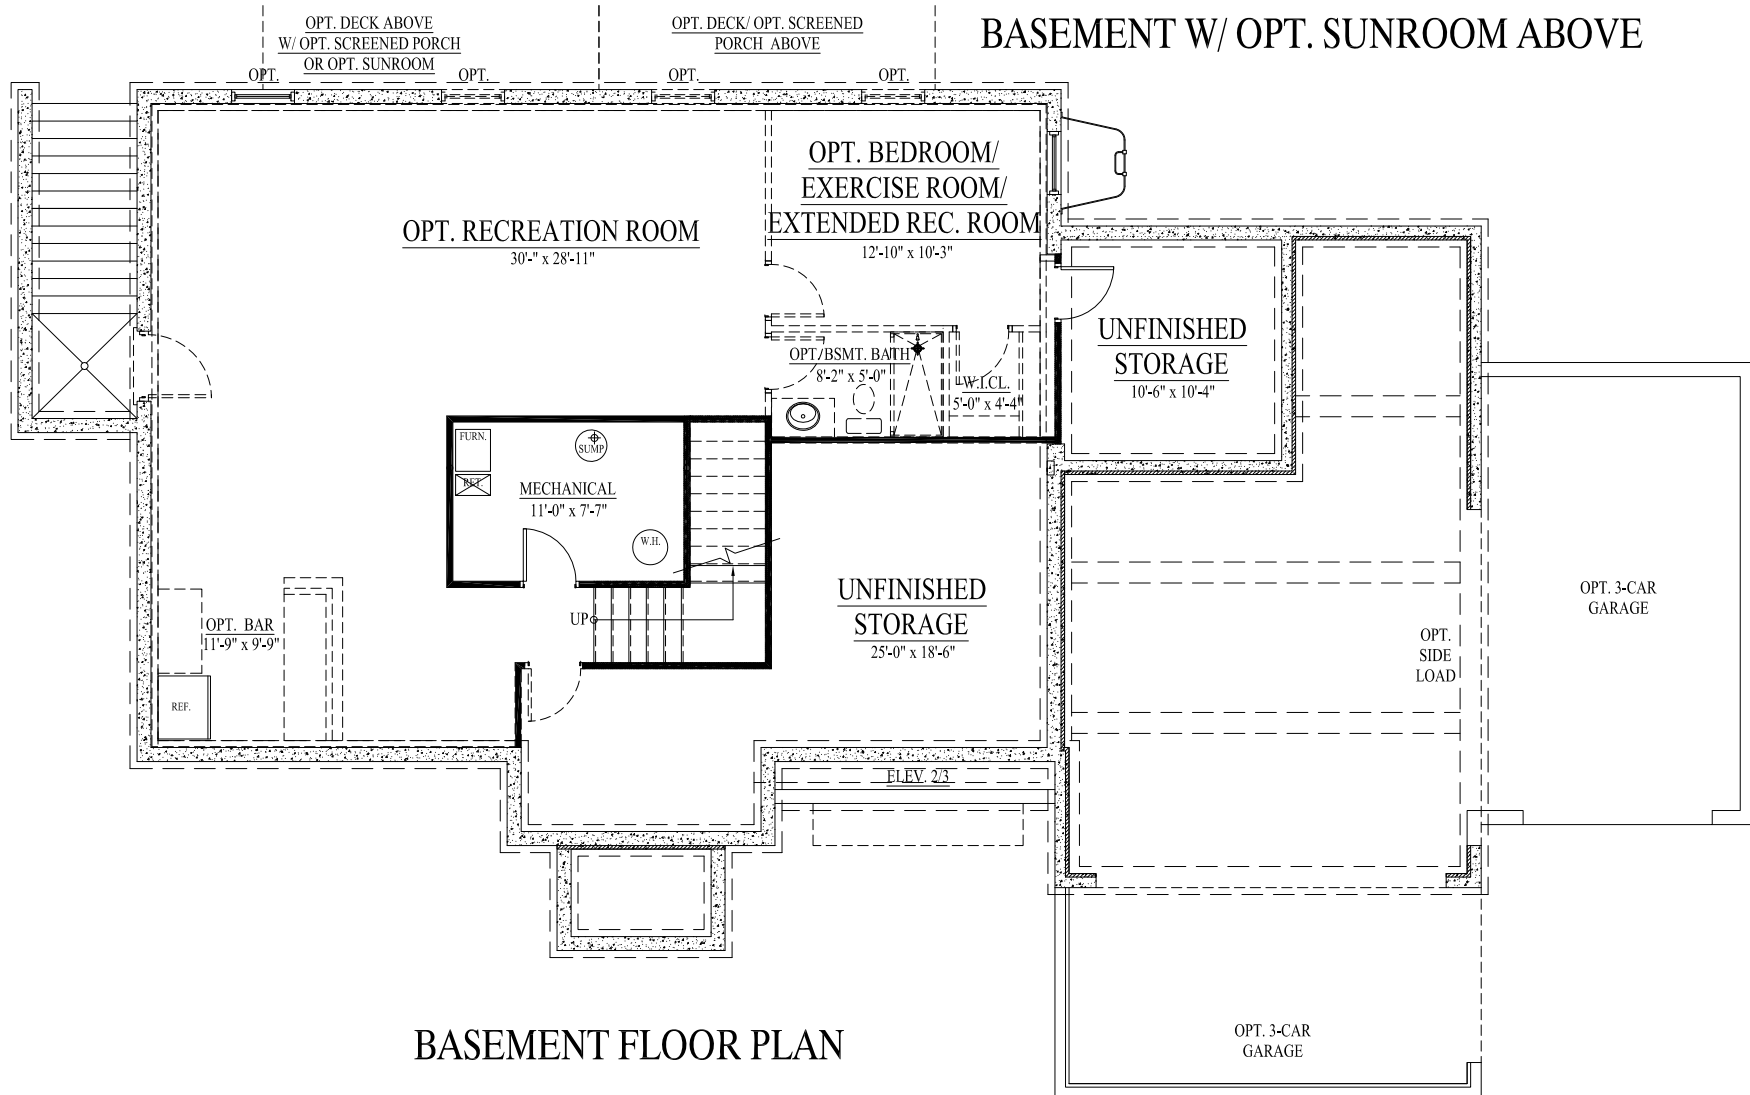 OPT. DECK ABOVE
W/ OPT. SCREENED PORCH
OR OPT. SUNROOM
OPT. DECK/ OPT. SCREENED
PORCH ABOVE
BASEMENT W/ OPT. SUNROOM ABOVE
OPT.
OPT.
OPT.
OPT.
OPT. RECREATION ROOM
30'-" x 28'-11"
OPT. BEDROOM/
EXERCISE ROOM/
EXTENDED REC. ROOM
12'-10" x 10'-3"
UNFINISHED
STORAGE
10'-6" x 10'-4"
OPT/BSMT. BATH
8'-2" x 5'-0"
W.I.CL.
5'-0" x 4'-4"
FURN.
RET.
SUMP
MECHANICAL
11'-0" x 7'-7"
W.H.
UP
UNFINISHED
STORAGE
25'-0" x 18'-6"
OPT. BAR
11'-9" x 9'-9"
REF.
OPT.
SIDE
LOAD
OPT. 3-CAR
GARAGE
ELEV. 2/3
BASEMENT FLOOR PLAN
OPT. 3-CAR
GARAGE